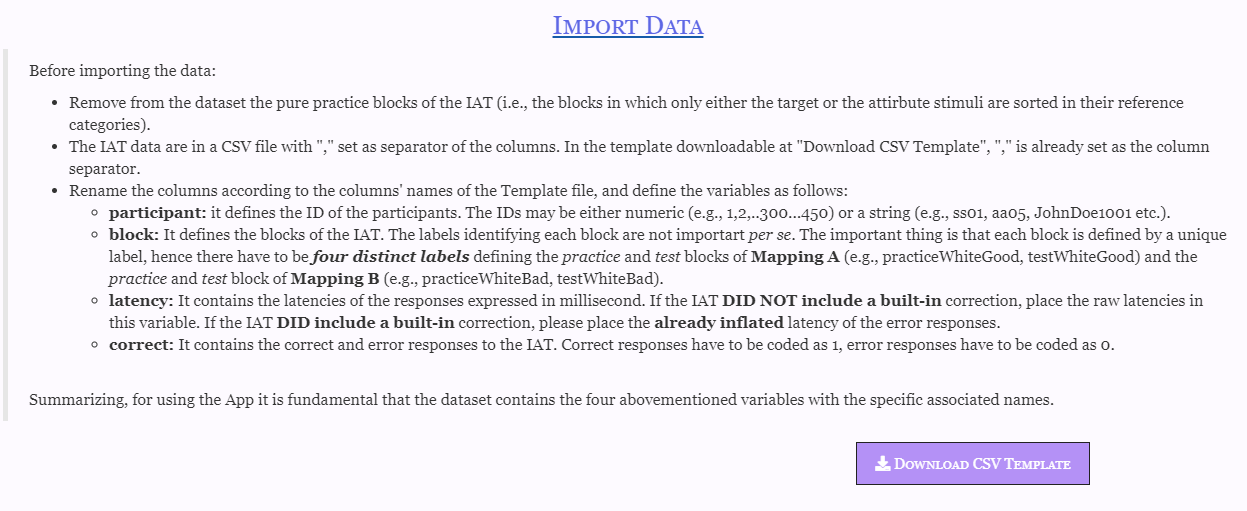 Import Data
Before importing the data:
• Remove from the dataset the pure practice blocks of the IAT (i.e., the blocks in which only either the target or the attirbute stimuli are sorted in their reference
categories).
• The IAT data are in a CSV file with "," set as separator of the columns. In the template downloadable at "Download CSV Template", "," is already set as the column
separator.
• Rename the columns according to the columns' names of the Template file, and define the variables as follows:
◦ participant: it defines the ID of the participants. The IDs may be either numeric (e.g., 1,2,..300...450) or a string (e.g., ss01, aa05, JohnDoe1001 etc.).
◦ block: It defines the blocks of the IAT. The labels identifying each block are not importart per se. The important thing is that each block is defined by a unique
label, hence there have to be four distinct labels defining the practice and test blocks of Mapping A (e.g., practiceWhiteGood, testWhiteGood) and the
practice and test block of Mapping B (e.g., practiceWhiteBad, testWhiteBad).
◦ latency: It contains the latencies of the responses expressed in millisecond. If the IAT DID NOT include a built-in correction, place the raw latencies in
this variable. If the IAT DID include a built-in correction, please place the already inflated latency of the error responses.
◦ correct: It contains the correct and error responses to the IAT. Correct responses have to be coded as 1, error responses have to be coded as 0.
Summarizing, for using the App it is fundamental that the dataset contains the four abovementioned variables with the specific associated names.
Download CSV Template